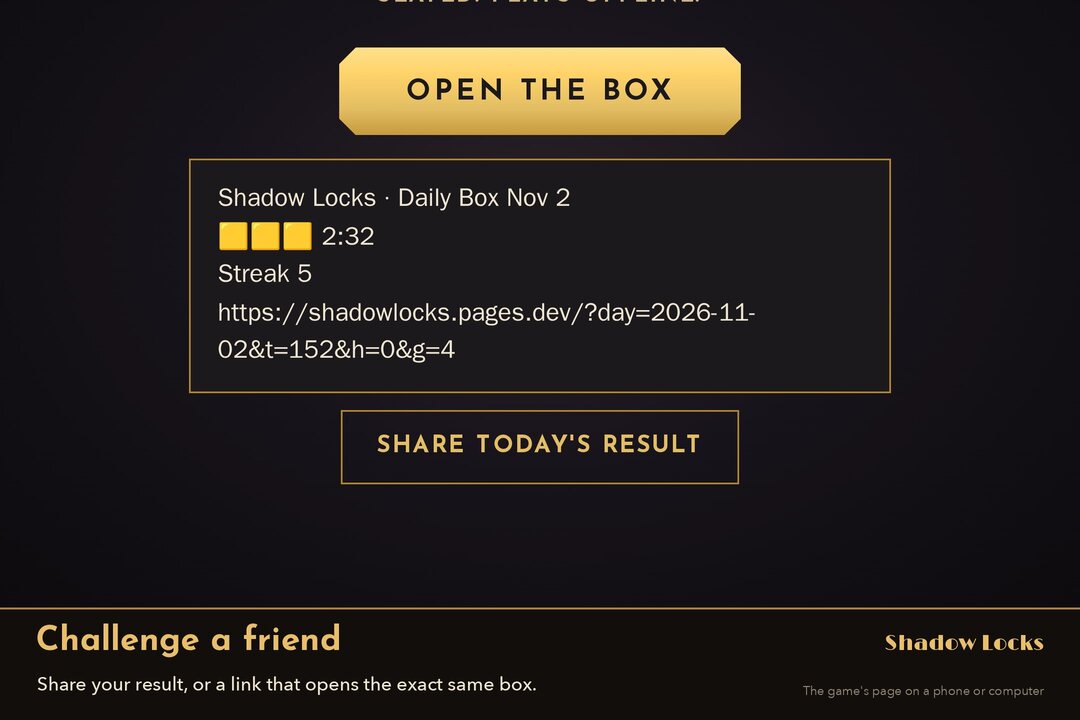 OPEN THE BOX
Shadow Locks · Daily Box Nov 2
🟨🟨🟨 2:32
Streak 5
https://shadowlocks.pages.dev/?day=2026-11-
02&t=152&h=0&g=4
SHARE TODAY'S RESULT
Challenge a friend
Shadow Locks
Share your result, or a link that opens the exact same box.
The game's page on a phone or computer